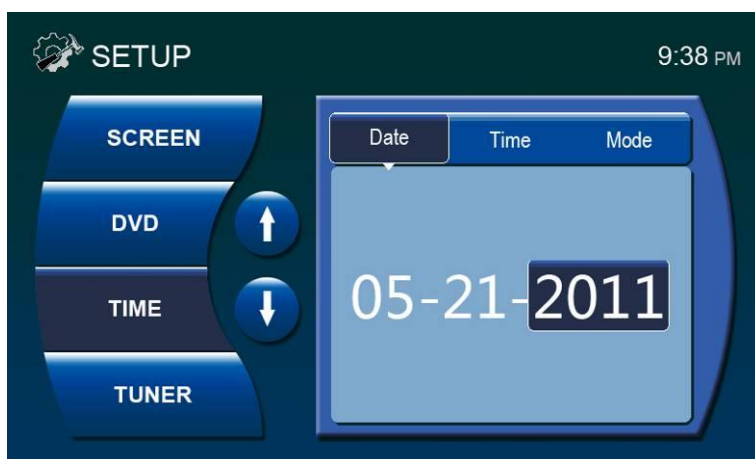 SETUP
9:38 PM
SCREEN
DVD
TIME
TUNER
Date Time Mode
05-21-2011